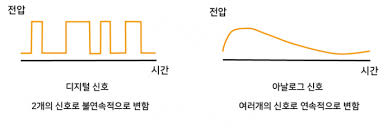 전압
시간
디지털 신호
2개의 신호로 불연속적으로 변함
전압
시간
아날로그 신호
여러개의 신호로 연속적으로 변함